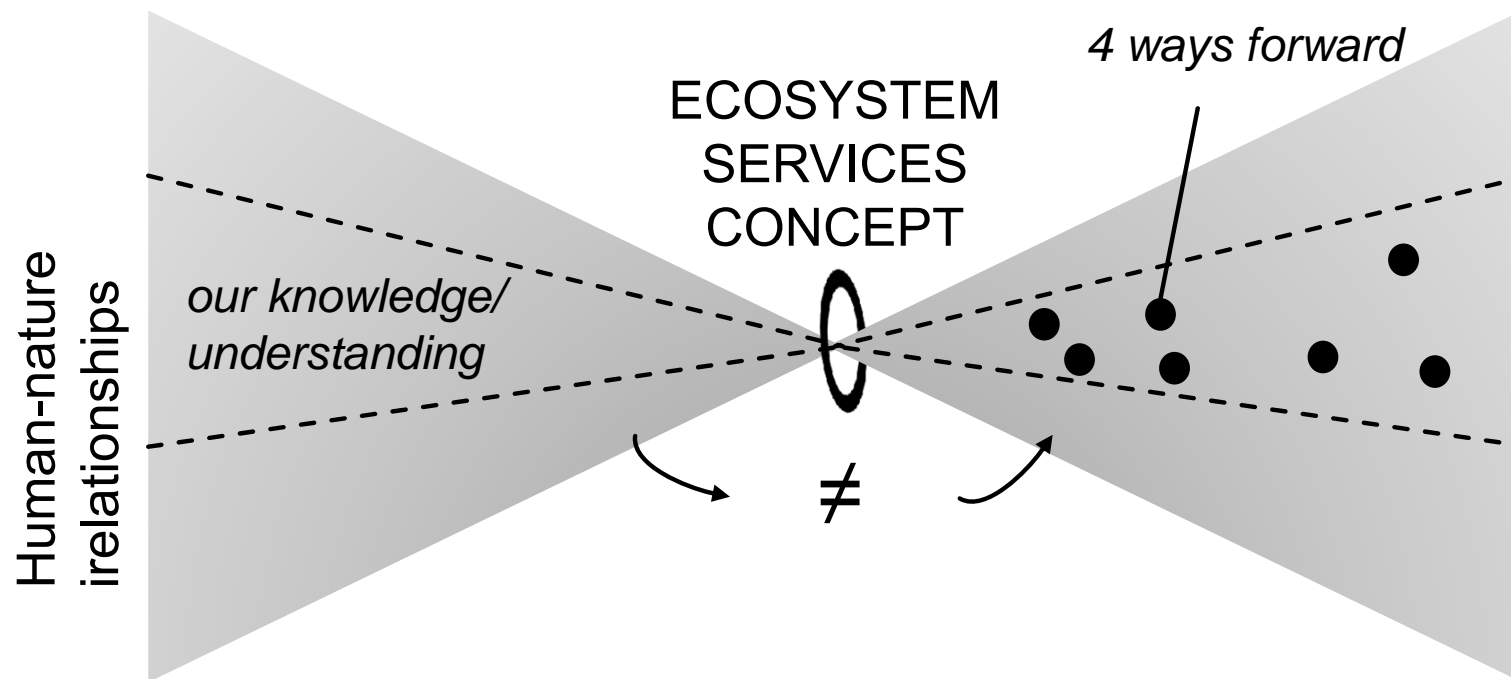 4 ways forward
ECOSYSTEM
SERVICES
CONCEPT
Human-nature
irelationships
our knowledge/
understanding
≠